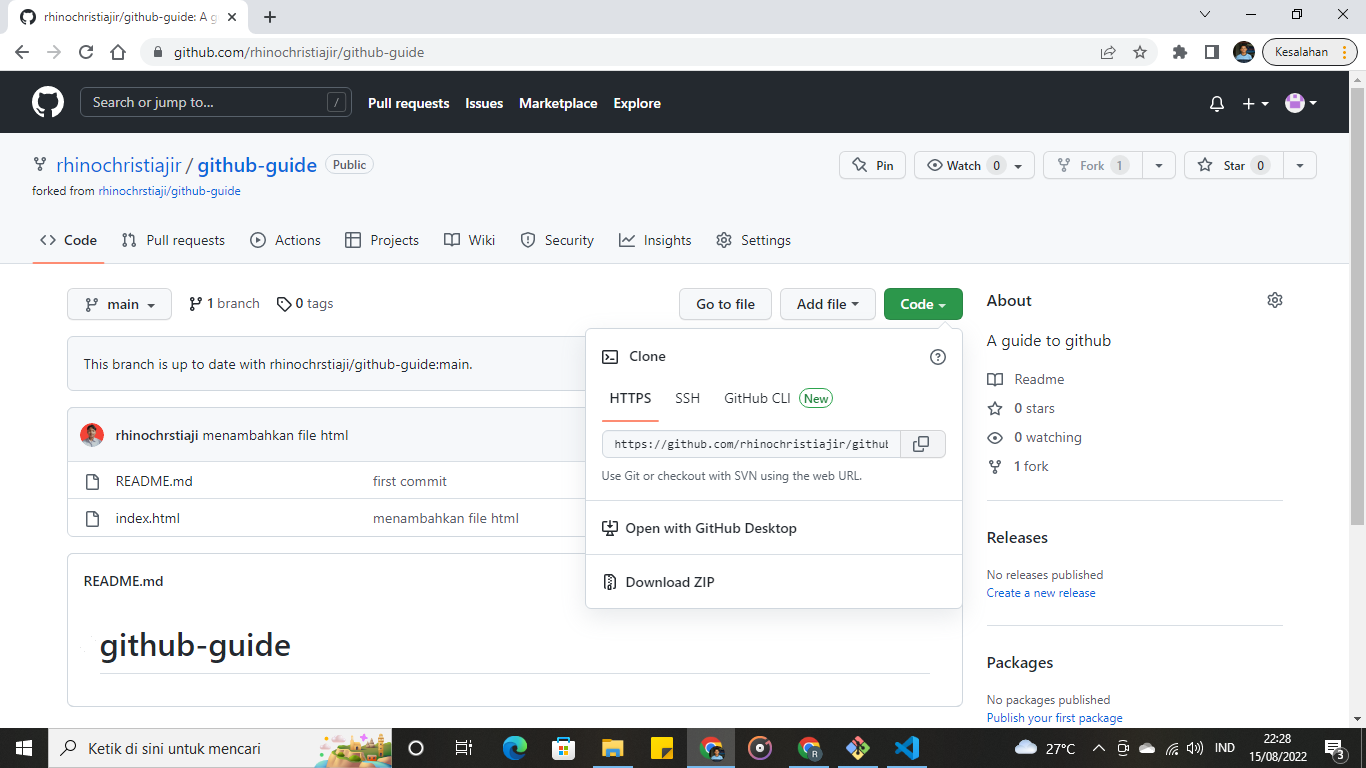 rhinochristiajir/github-guide: A g
github.com/rhinochristiajir/github-guide
Kesalahan
Search or jump to... /
Pull requests Issues Marketplace Explore
rhinochristiajir / github-guide Public
Pin Watch 0 Fork 1 Star 0
forked from rhinochrstiaji/github-guide
Code Pull requests Actions Projects Wiki Security Insights Settings
main 1 branch 0 tags Go to file Add file Code
This branch is up to date with rhinochrstiaji/github-guide:main.
rhinochrstiaji menambahkan file html
README.md first commit
index.html menambahkan file html
README.md
github-guide
Clone
HTTPS SSH GitHub CLI New
https://github.com/rhinochristiajir/github
Use Git or checkout with SVN using the web URL.
Open with GitHub Desktop
Download ZIP
About
A guide to github
Readme
0 stars
0 watching
1 fork
Releases
No releases published
Create a new release
Packages
No packages published
Publish your first package
Ketik di sini untuk mencari
R
27°C
IND
22:28
15/08/2022
3